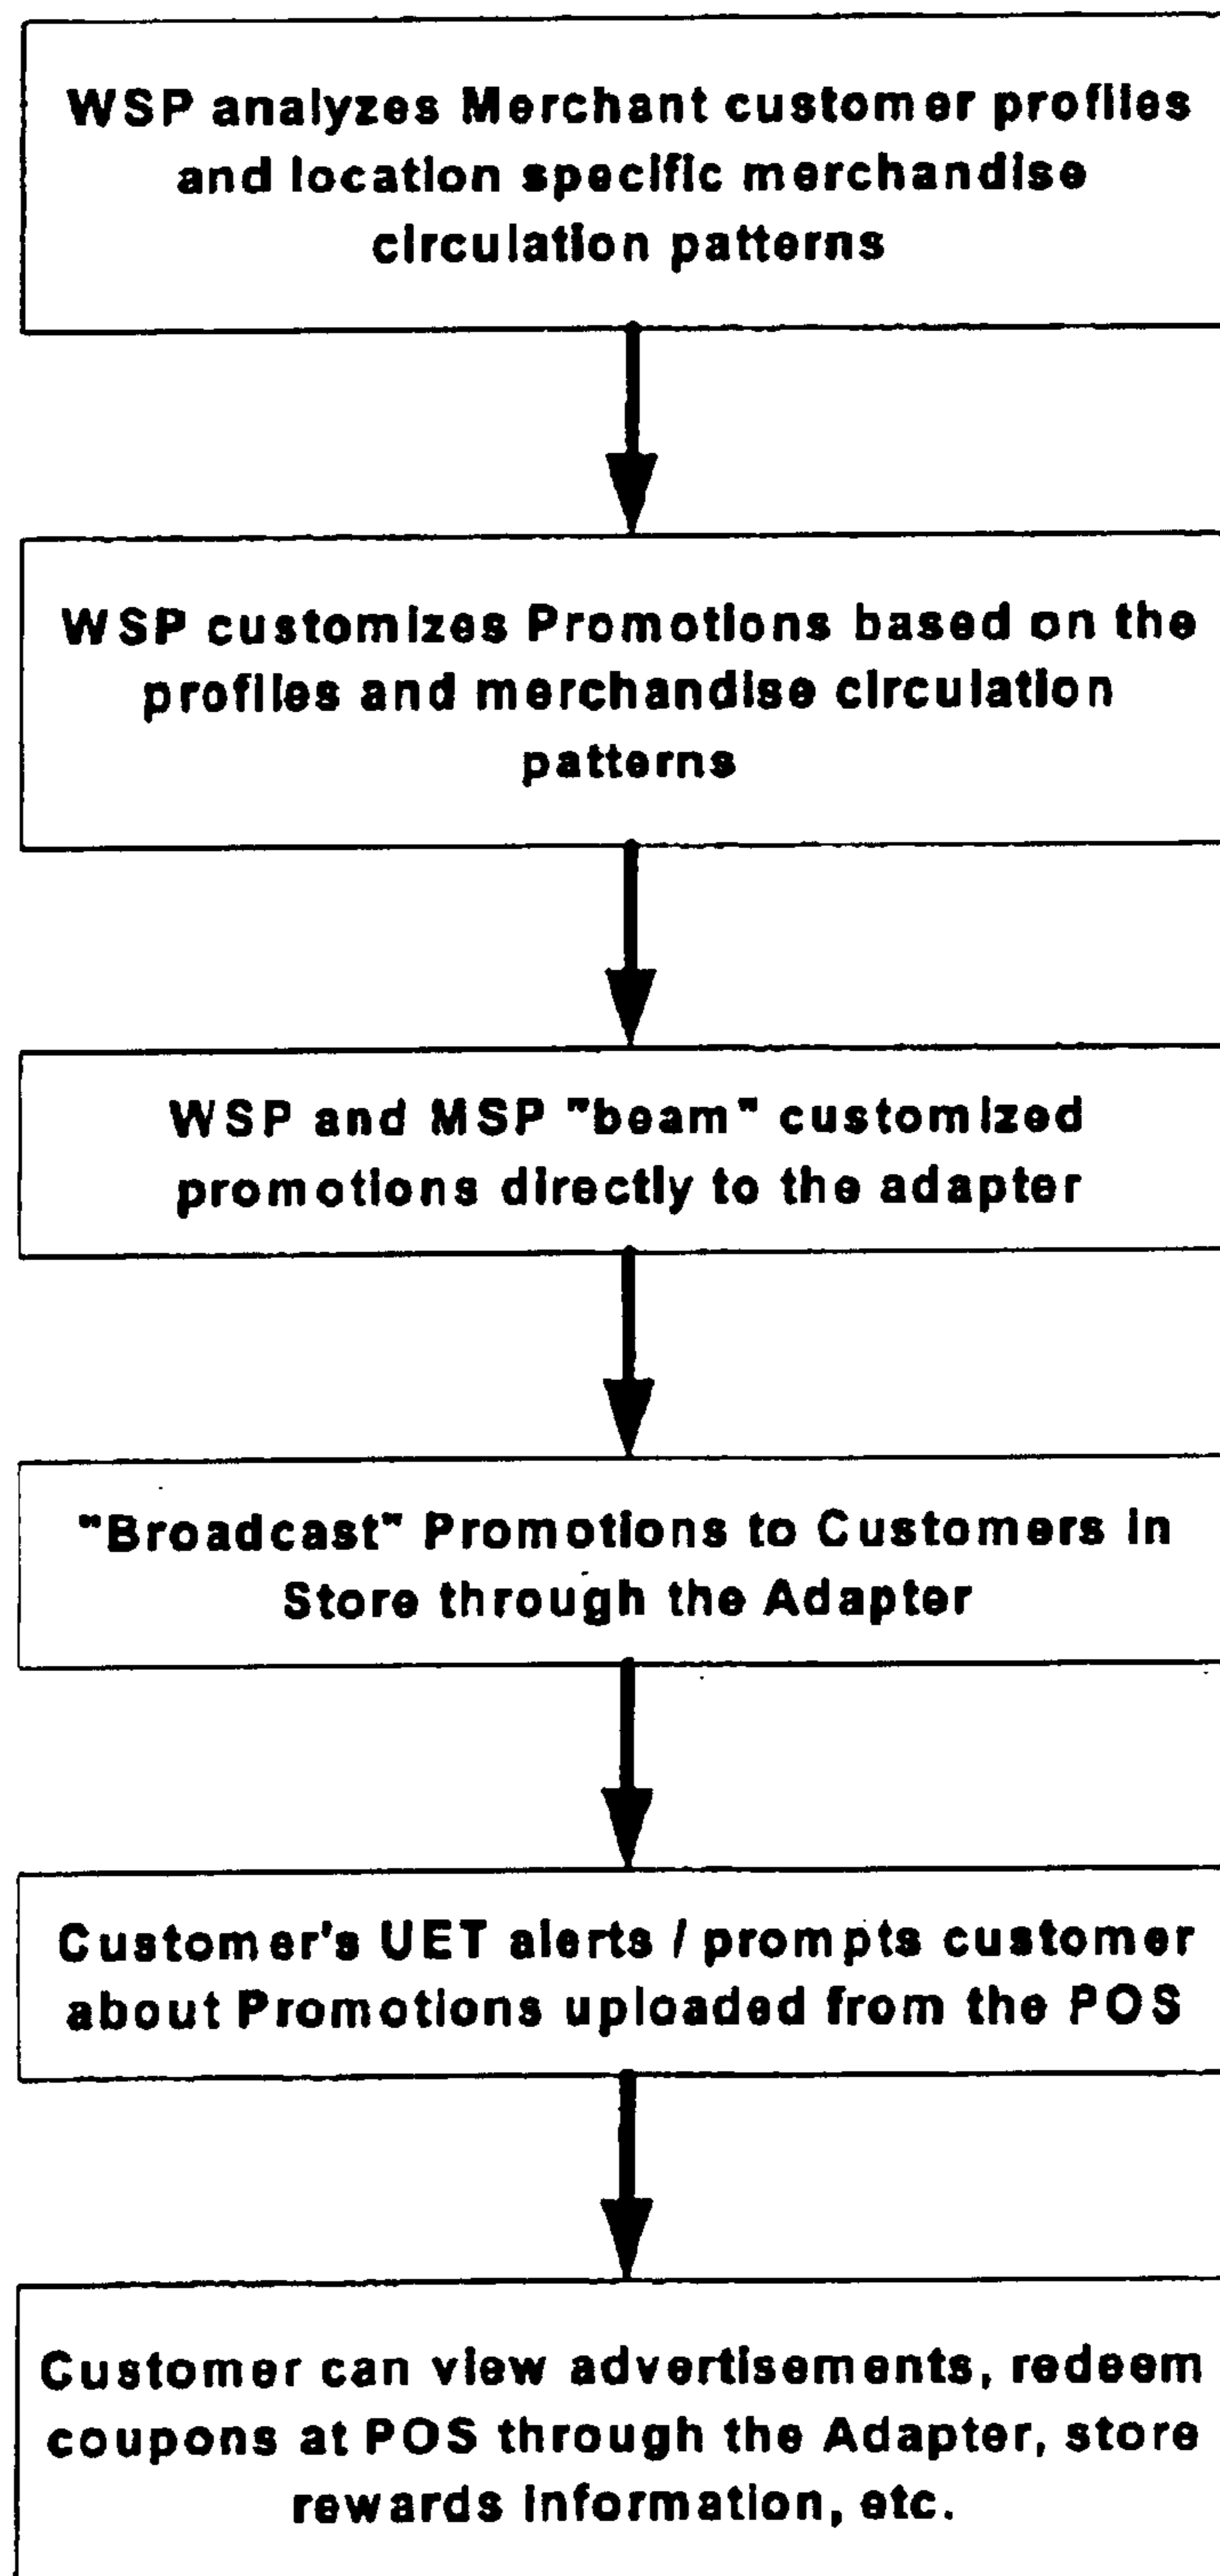 WSP analyzes Merchant customer profiles
and location specific merchandise
circulation patterns
WSP customizes Promotions based on the
profiles and merchandise circulation
patterns
WSP and MSP "beam" customized
promotions directly to the adapter
"Broadcast" Promotions to Customers in
Store through the Adapter
Customer's UET alerts / prompts customer
about Promotions uploaded from the POS
Customer can view advertisements, redeem
coupons at POS through the Adapter, store
rewards information, etc.